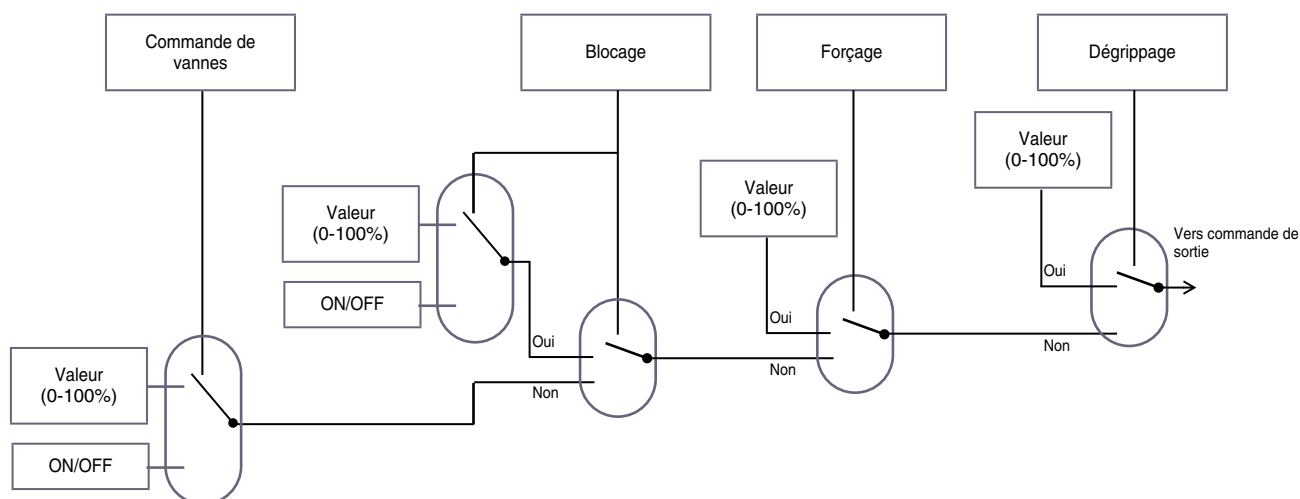 Commande de
vannes
Blocage
Forçage
Dégrippage
Valeur
(0-100%)
Valeur
(0-100%)
Valeur
(0-100%)
Vers commande de
sortie
Oui
ON/OFF
Oui
Oui
Non
Valeur
(0-100%)
Non
Non
ON/OFF